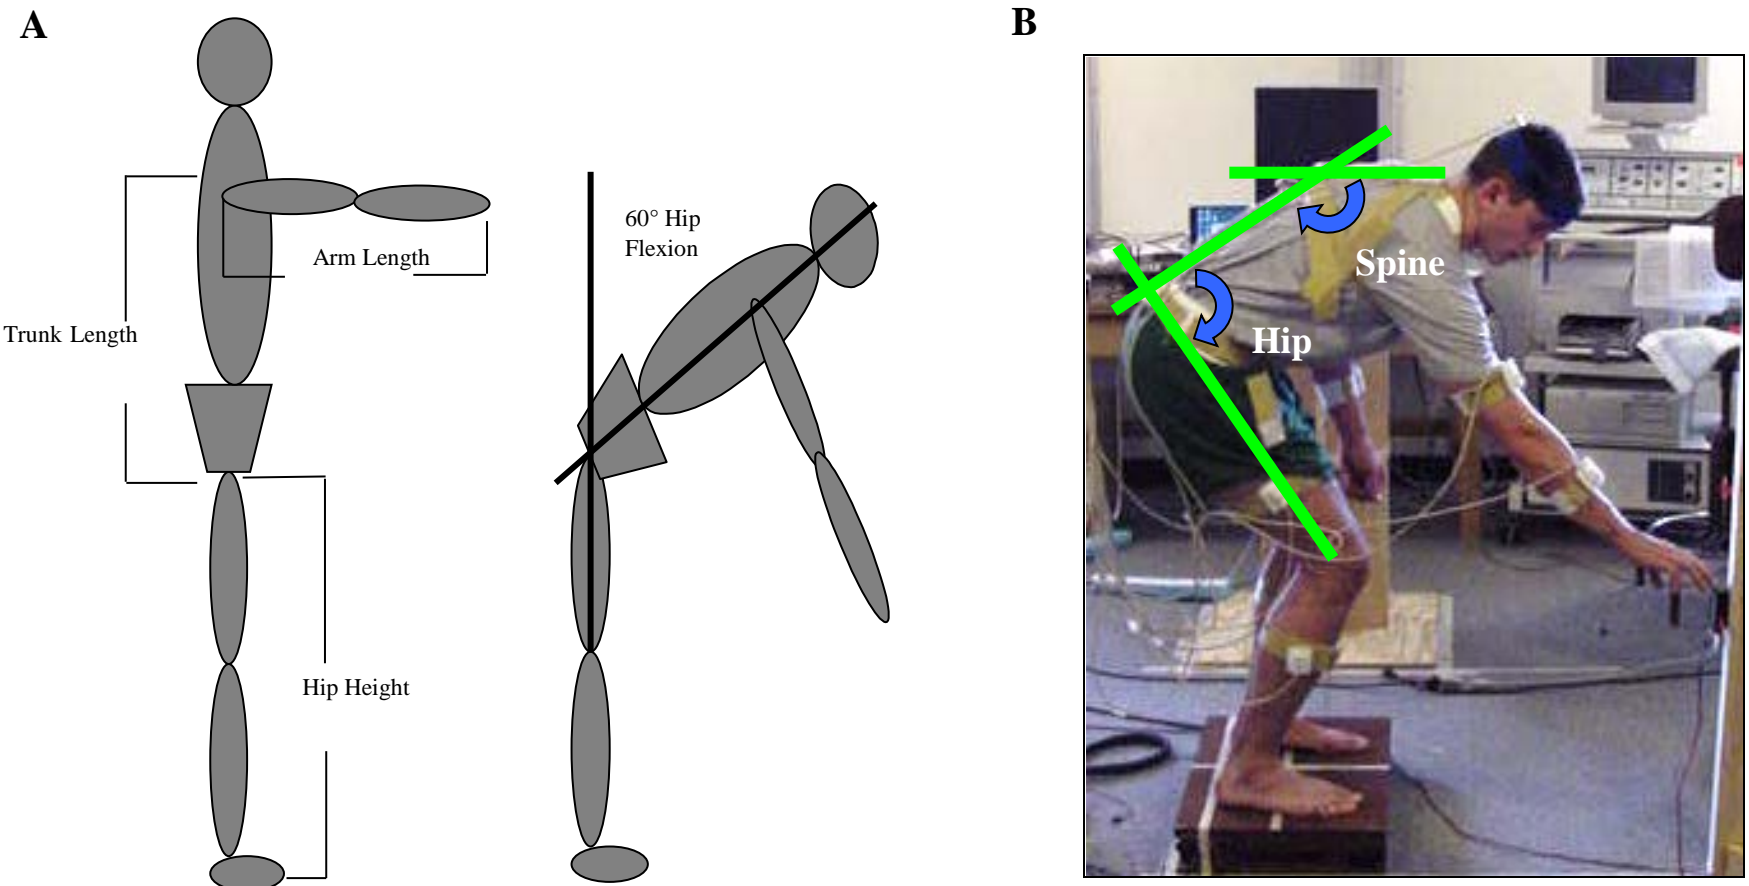 A
B
60° Hip
Flexion
Arm Length
Spine
Trunk Length
Hip
Hip Height